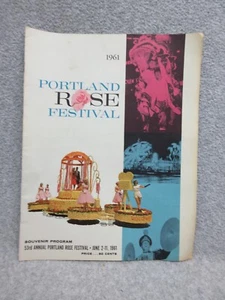 1961
PORTLAND
ROSE
FESTIVAL
SOUVENIR PROGRAM
53RD ANNUAL PORTLAND ROSE FESTIVAL • JUNE 2-11, 1961
PRICE... 50 CENTS